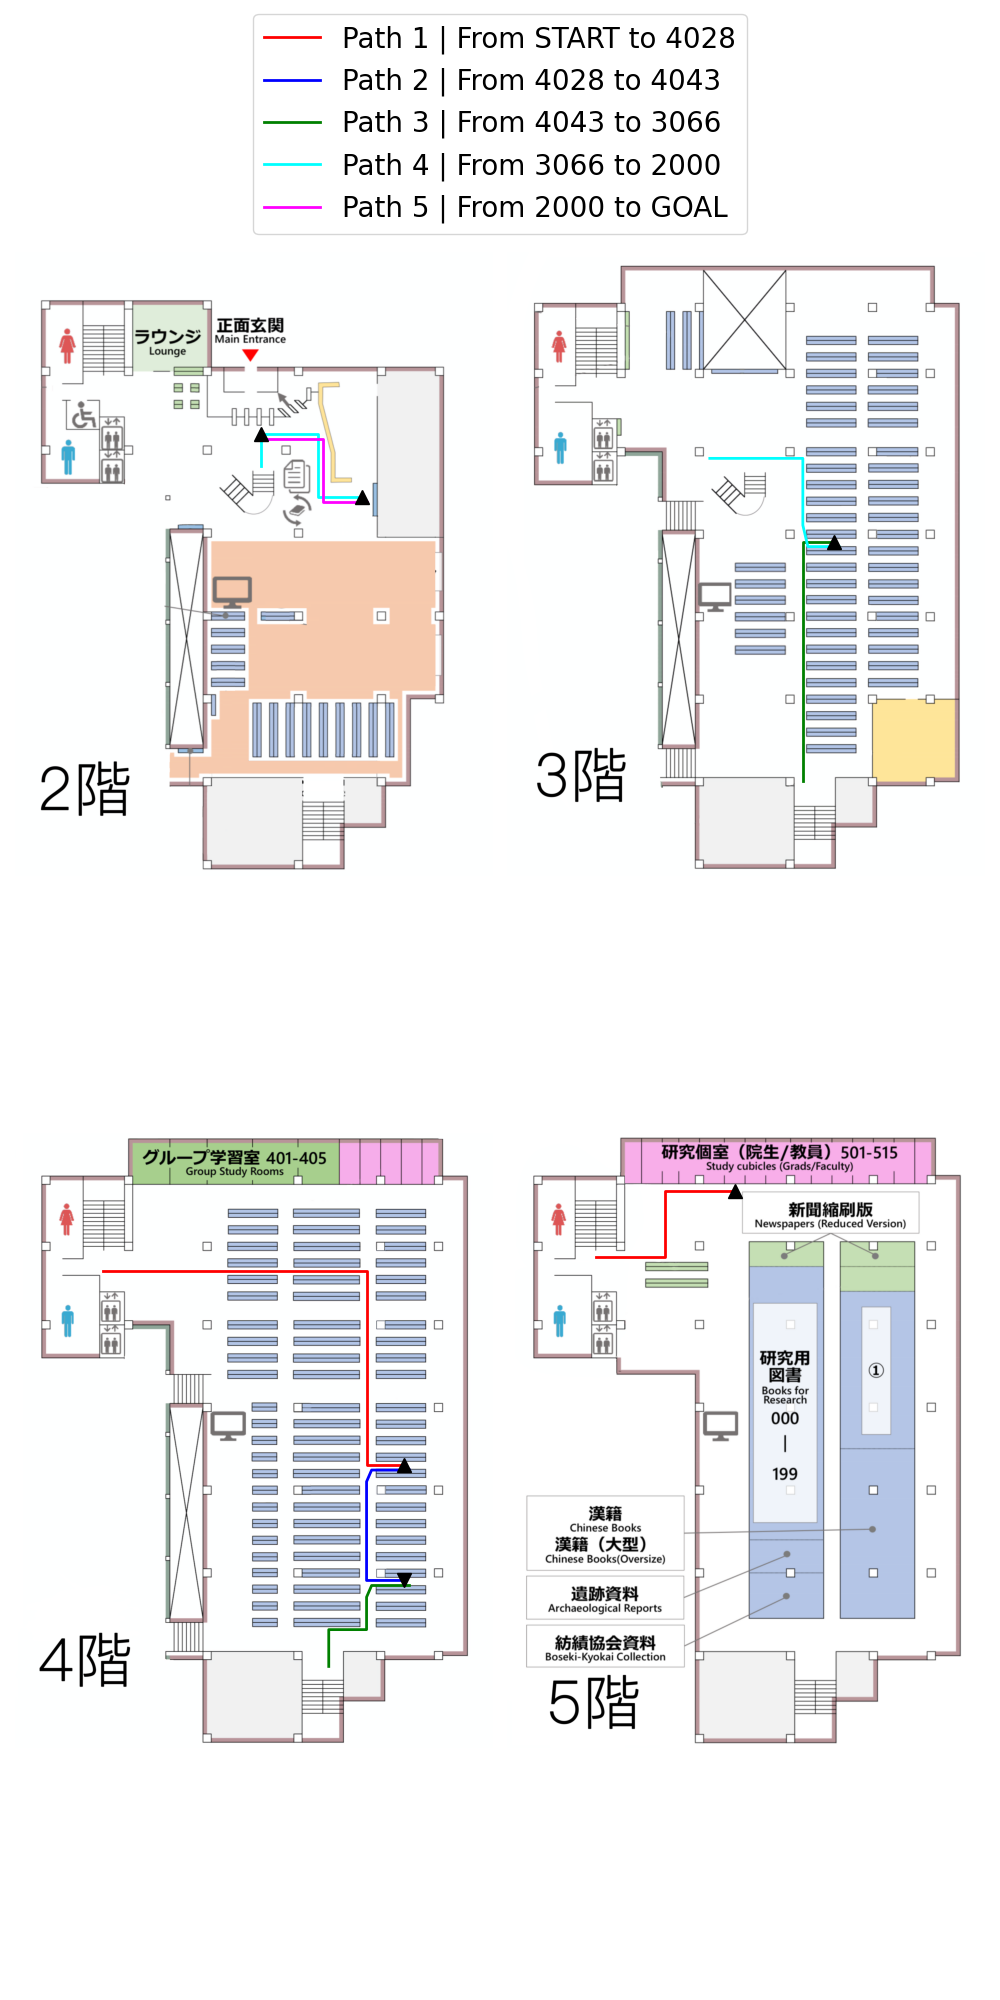 Path 1 | From START to 4028
Path 2 | From 4028 to 4043
Path 3 | From 4043 to 3066
Path 4 | From 3066 to 2000
Path 5 | From 2000 to GOAL
ラウンジ
Lounge
正面玄関
Main Entrance
2階
3階
グループ学習室 401-405
Group Study Rooms
4階
研究個室（院生/教員）501-515
Study cubicles (Grads/Faculty)
新聞縮刷版
Newspapers (Reduced Version)
研究用
図書
Books for
Research
000
|
199
①
漢籍
Chinese Books
漢籍（大型）
Chinese Books(Oversize)
遺跡資料
Archaeological Reports
紡績協会資料
Boseki-Kyokai Collection
5階